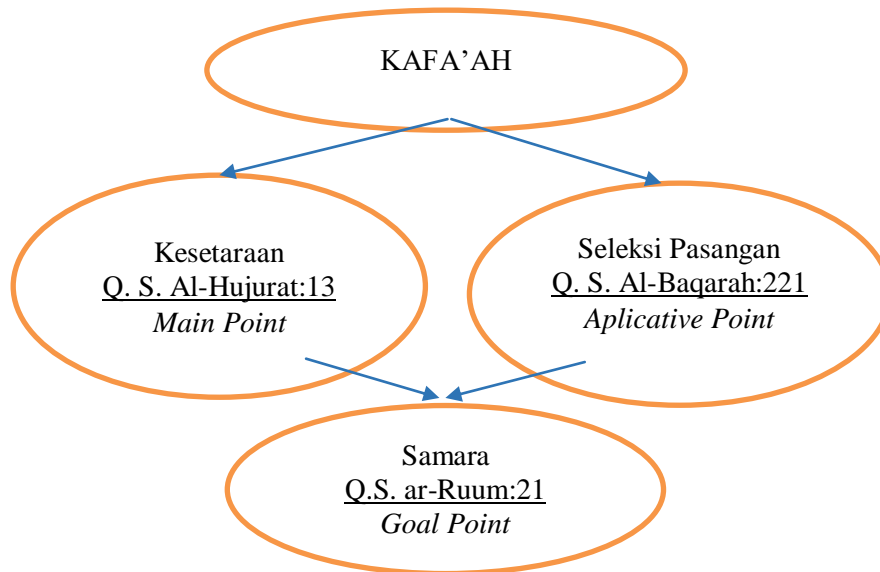 KAFA’AH
Kesetaraan
Q. S. Al-Hujurat:13
Main Point
Seleksi Pasangan
Q. S. Al-Baqarah:221
Aplicative Point
Samara
Q.S. ar-Ruum:21
Goal Point